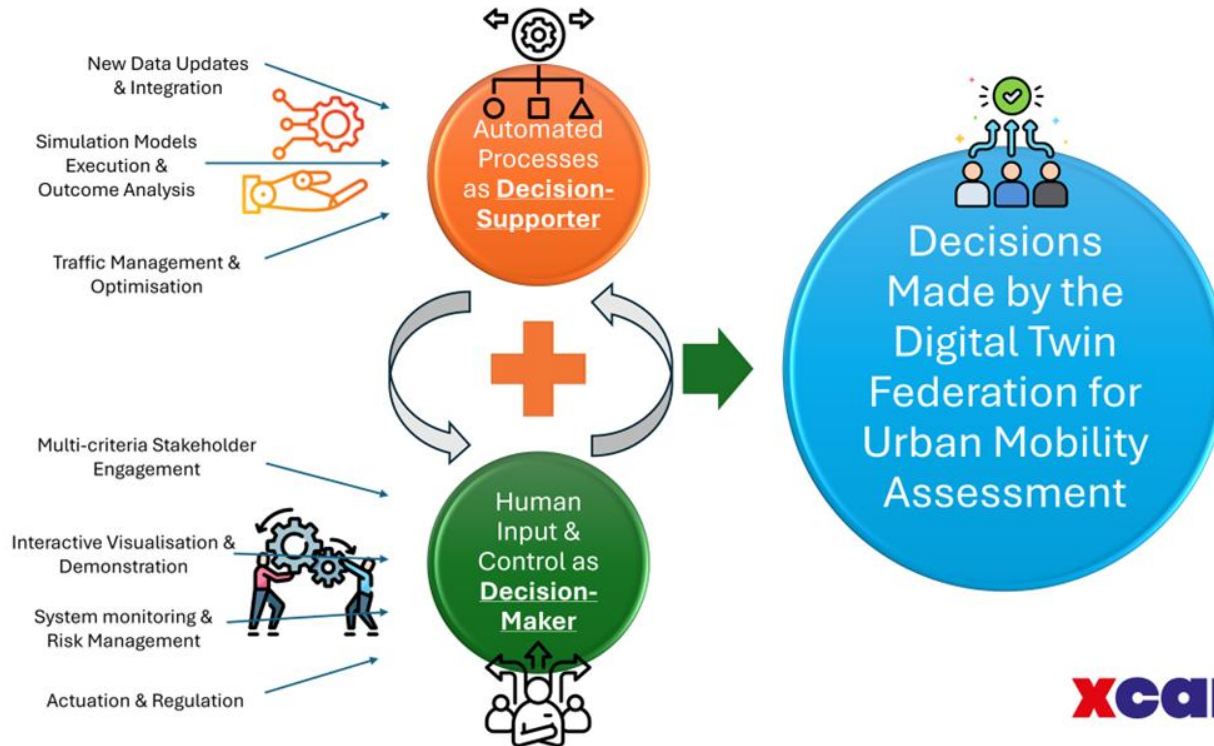 New Data Updates
& Integration
Simulation Models
Execution &
Outcome Analysis
Traffic Management &
Optimisation
Automated
Processes
as Decision-
Supporter
Multi-criteria Stakeholder
Engagement
Interactive Visualisation &
Demonstration
System monitoring &
Risk Management
Actuation & Regulation
Human
Input &
Control as
Decision-
Maker
Decisions
Made by the
Digital Twin
Federation for
Urban Mobility
Assessment